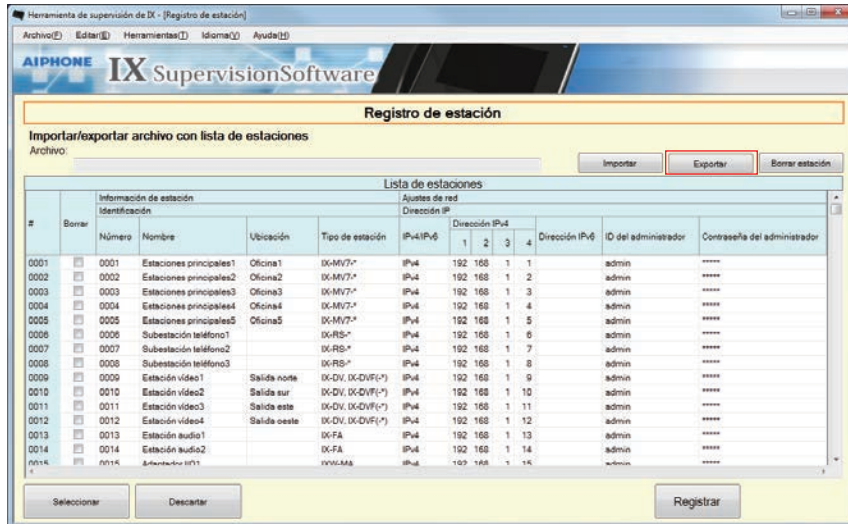 Herramienta de supervisión de IX - [Registro de estación]
Archivo(F) Editar(E) Herramientas(T) Idioma(V) Ayuda(H)
AIPHONE IX SupervisionSoftware
Registro de estación
Importar/exportar archivo con lista de estaciones
Archivo:
Importar Exportar Borrar estación
Lista de estaciones
Información de estación Ajustes de red
Identificación Dirección IP
# Borrar Número Nombre Ubicación Tipo de estación IPv4/IPv6 Dirección IPv4 Dirección IPv6 ID del administrador Contraseña del administrador
1 2 3 4
0001 0001 Estaciones principales1 Oficina1 IX-MV7-* IPv4 192 168 1 1 admin *****
0002 0002 Estaciones principales2 Oficina2 IX-MV7-* IPv4 192 168 1 2 admin *****
0003 0003 Estaciones principales3 Oficina3 IX-MV7-* IPv4 192 168 1 3 admin *****
0004 0004 Estaciones principales4 Oficina4 IX-MV7-* IPv4 192 168 1 4 admin *****
0005 0005 Estaciones principales5 Oficina5 IX-MV7-* IPv4 192 168 1 5 admin *****
0006 0006 Subestación teléfono1 IX-RS-* IPv4 192 168 1 6 admin *****
0007 0007 Subestación teléfono2 IX-RS-* IPv4 192 168 1 7 admin *****
0008 0008 Subestación teléfono3 IX-RS-* IPv4 192 168 1 8 admin *****
0009 0009 Estación vídeo1 Salida norte IX-DV, IX-DVF(-*) IPv4 192 168 1 9 admin *****
0010 0010 Estación vídeo2 Salida sur IX-DV, IX-DVF(-*) IPv4 192 168 1 10 admin *****
0011 0011 Estación vídeo3 Salida este IX-DV, IX-DVF(-*) IPv4 192 168 1 11 admin *****
0012 0012 Estación vídeo4 Salida oeste IX-DV, IX-DVF(-*) IPv4 192 168 1 12 admin *****
0013 0013 Estación audio1 IX-FA IPv4 192 168 1 13 admin *****
0014 0014 Estación audio2 IX-FA IPv4 192 168 1 14 admin *****
0015 0015 Adaptador I/O1 IXW-MA IPv4 192 168 1 15 admin *****
Seleccionar Descartar Registrar